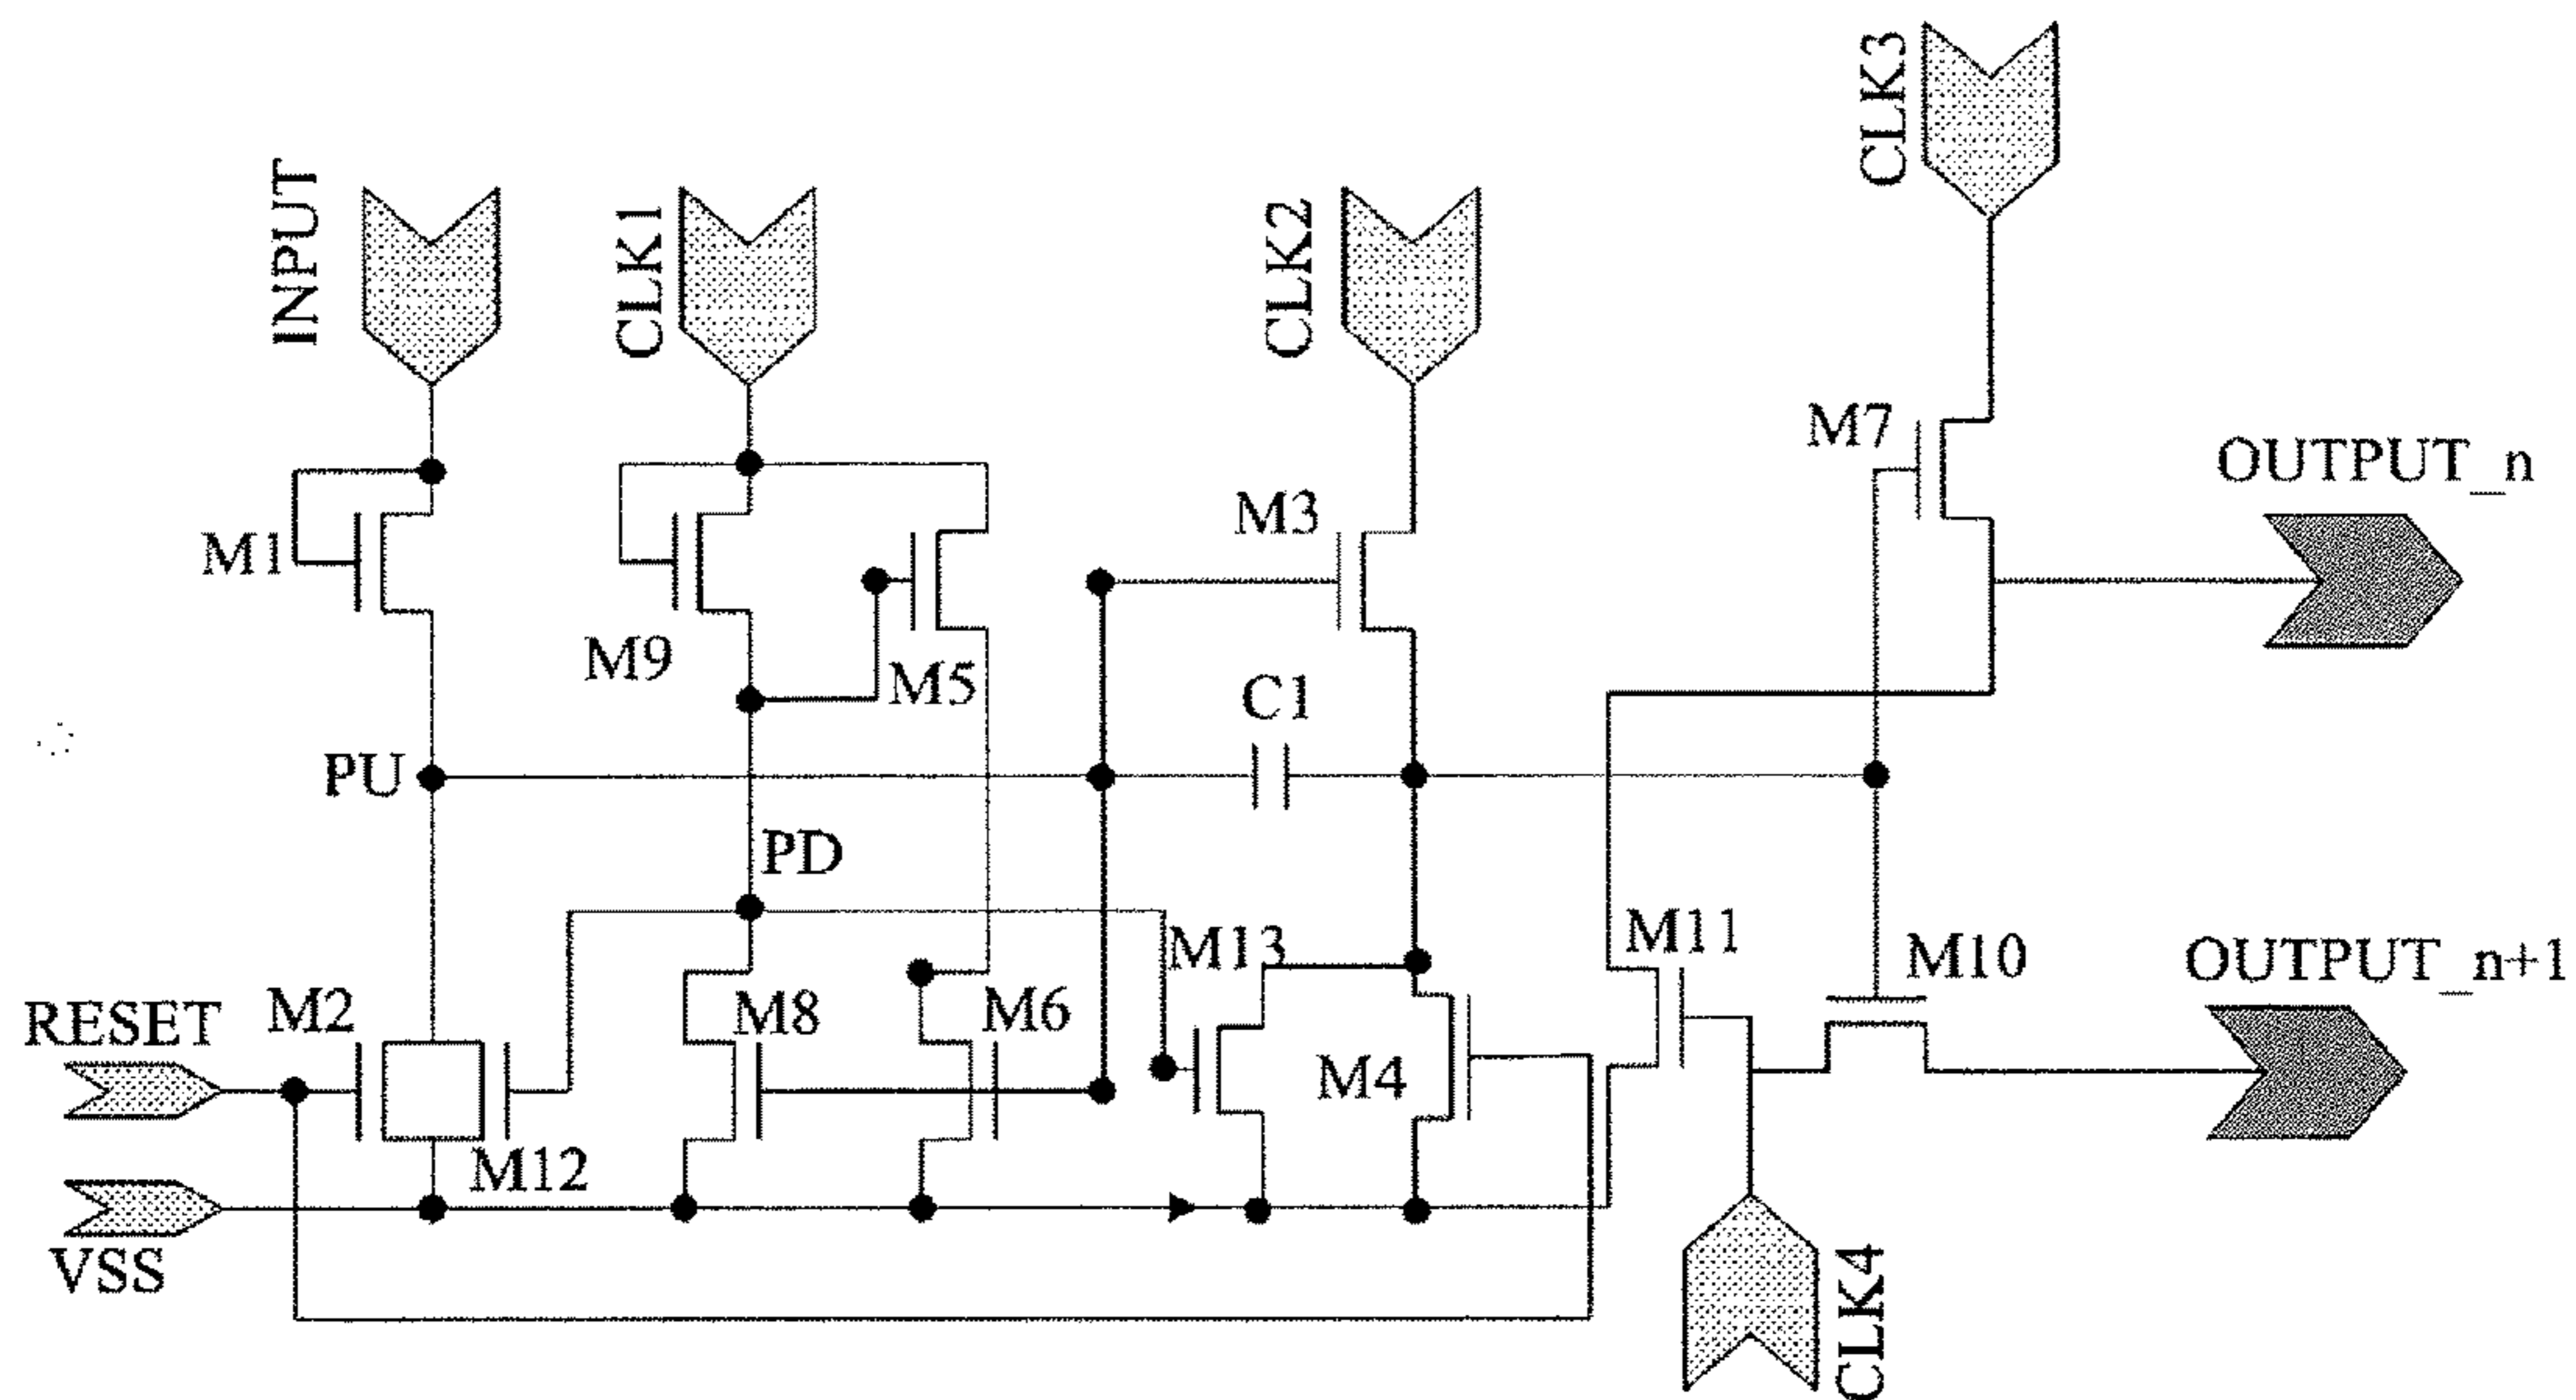 CLK3
INPUT
CLK1
CLK2
M7
OUTPUT_n
M3
M1
M9
M5
C1
PU
PD
M13
M11
M10
OUTPUT_n+1
RESET
M2
M8
M6
M4
M12
VSS
CLK4